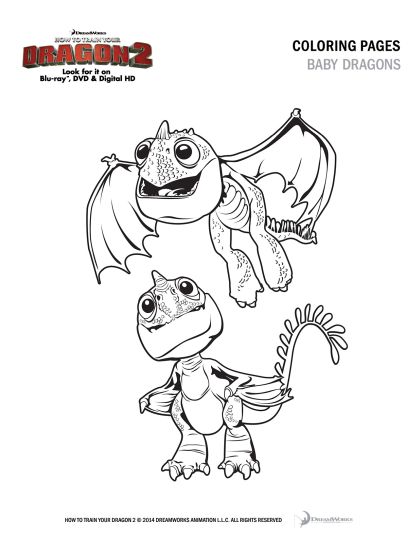 DREAMWORKS
HOW TO TRAIN YOUR
DRAGON 2
Look for it on
Blu-ray™, DVD & Digital HD
COLORING PAGES
BABY DRAGONS
HOW TO TRAIN YOUR DRAGON 2 © 2014 DREAMWORKS ANIMATION L.L.C. ALL RIGHTS RESERVED
DREAMWORKS